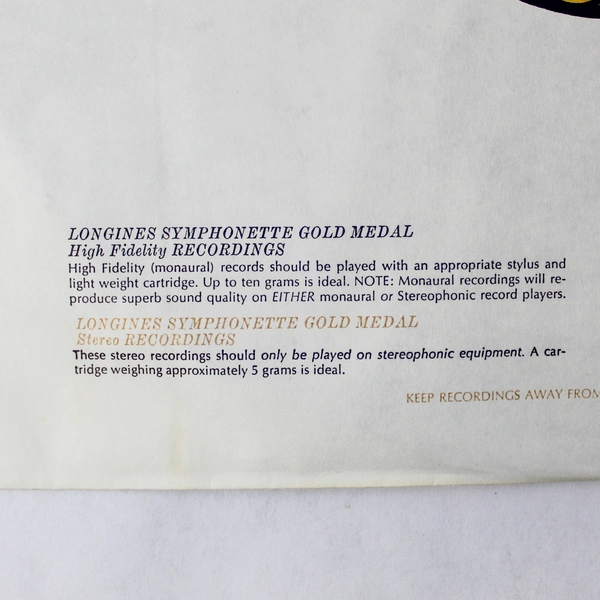 LONGINES SYMPHONETTE GOLD MEDAL
High Fidelity RECORDINGS
High Fidelity (monaural) records should be played with an appropriate stylus and
light weight cartridge. Up to ten grams is ideal. NOTE: Monaural recordings will re-
produce superb sound quality on EITHER monaural or Stereophonic record players.
LONGINES SYMPHONETTE GOLD MEDAL
Stereo RECORDINGS
These stereo recordings should only be played on stereophonic equipment. A car-
tridge weighing approximately 5 grams is ideal.
KEEP RECORDINGS AWAY FROM